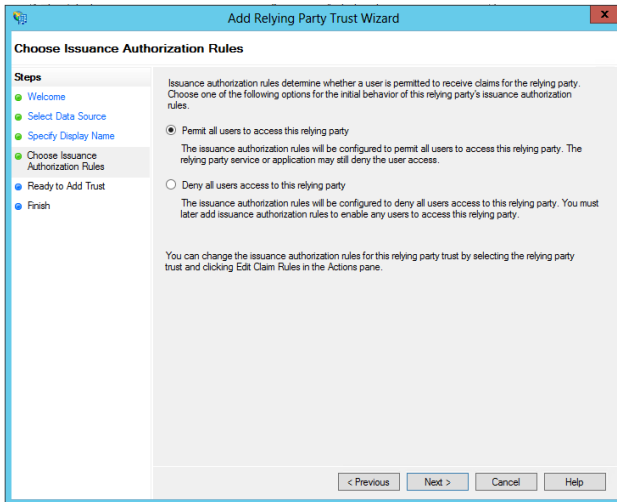 Add Relying Party Trust Wizard
x
Choose Issuance Authorization Rules
Steps
Welcome
Select Data Source
Specify Display Name
Choose Issuance
Authorization Rules
Ready to Add Trust
Finish
Issuance authorization rules determine whether a user is permitted to receive claims for the relying party.
Choose one of the following options for the initial behavior of this relying party's issuance authorization
rules.
Permit all users to access this relying party
The issuance authorization rules will be configured to permit all users to access this relying party. The
relying party service or application may still deny the user access.
Deny all users access to this relying party
The issuance authorization rules will be configured to deny all users access to this relying party. You must
later add issuance authorization rules to enable any users to access this relying party.
You can change the issuance authorization rules for this relying party trust by selecting the relying party
trust and clicking Edit Claim Rules in the Actions pane.
< Previous
Next >
Cancel
Help